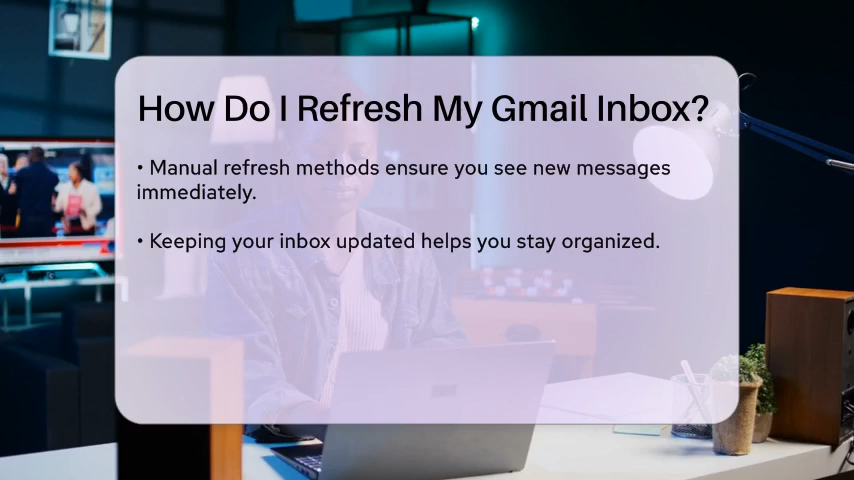 How Do I Refresh My Gmail Inbox?
• Manual refresh methods ensure you see new messages
immediately.
• Keeping your inbox updated helps you stay organized.